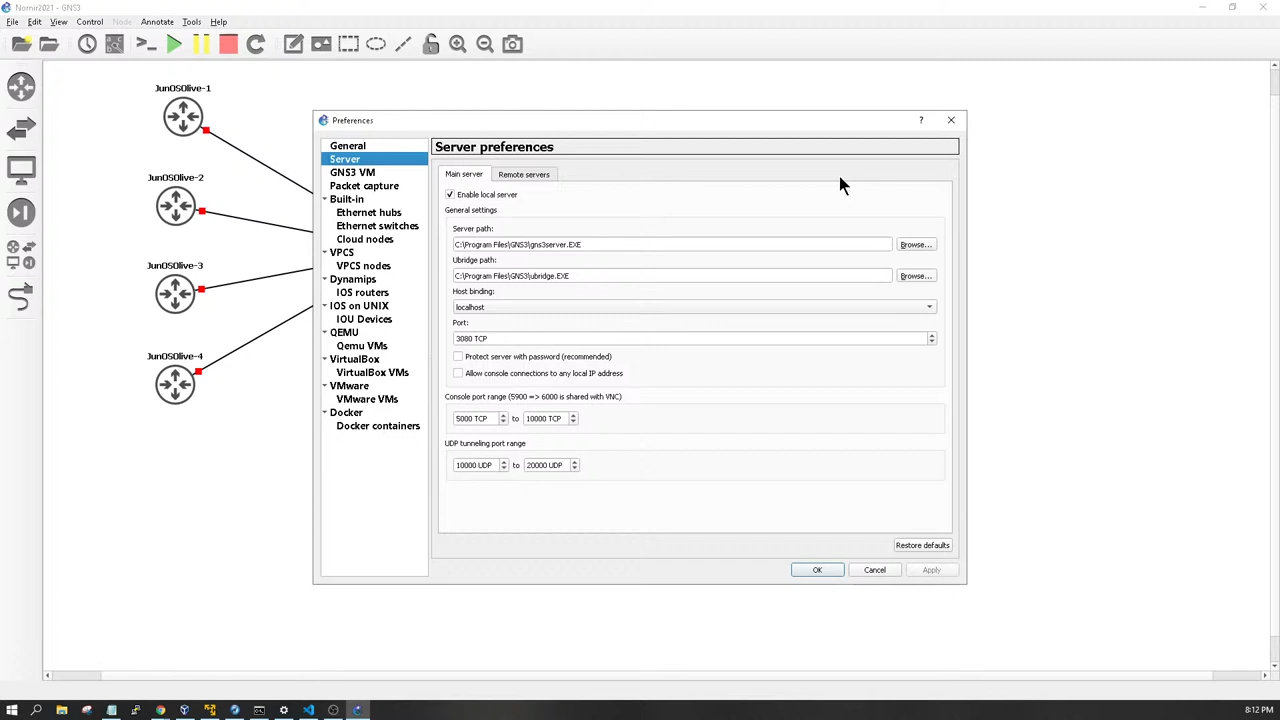 Nornir2021 - GNS3
File Edit View Control Node Annotate Tools Help
JunOSOlive-1
JunOSOlive-2
JunOSOlive-3
JunOSOlive-4
Preferences
?
General
Server
GNS3 VM
Packet capture
Built-in
Ethernet hubs
Ethernet switches
Cloud nodes
VPCS
VPCS nodes
Dynamips
IOS routers
IOS on UNIX
IOU Devices
QEMU
Qemu VMs
VirtualBox
VirtualBox VMs
VMware
VMware VMs
Docker
Docker containers
Server preferences
Main server Remote servers
Enable local server
General settings
Server path:
C:\Program Files\GNS3\gns3server.EXE Browse...
Ubridge path:
C:\Program Files\GNS3\ubridge.EXE Browse...
Host binding:
localhost
Port:
3080 TCP
Protect server with password (recommended)
Allow console connections to any local IP address
Console port range (5900 => 6000 is shared with VNC)
5000 TCP to 10000 TCP
UDP tunneling port range
10000 UDP to 20000 UDP
Restore defaults
OK Cancel Apply
8:12 PM